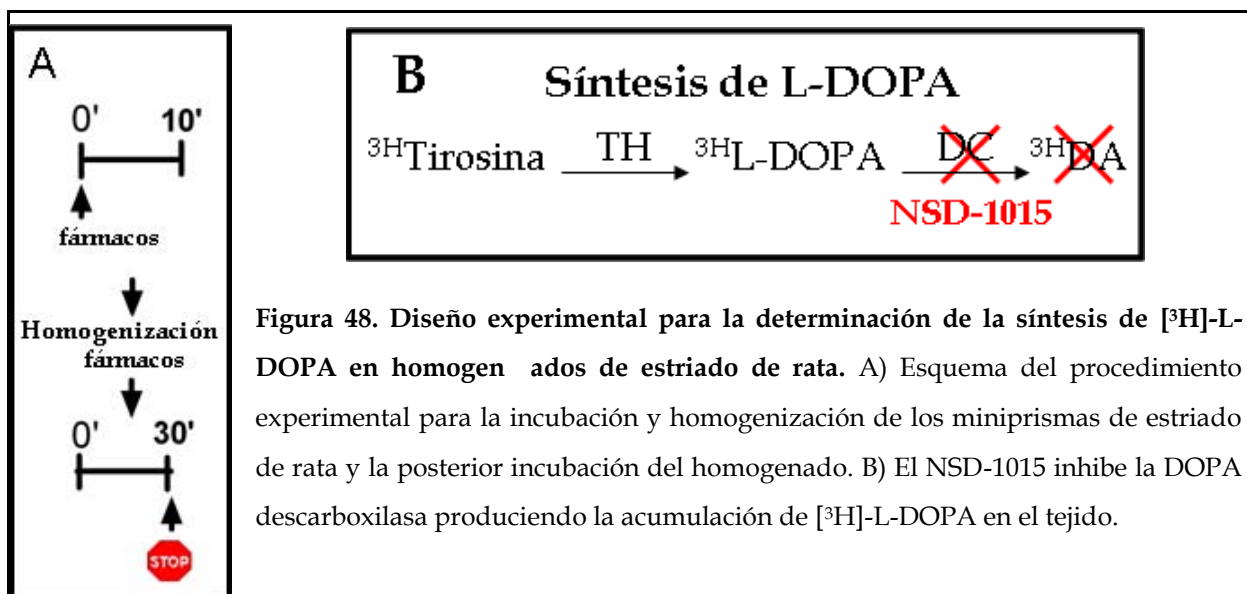 A
0' 10'
fármacos
Homogenización
fármacos
0' 30'
STOP
B Síntesis de L-DOPA
³HTirosina TH ³HL-DOPA DC ³HDA
NSD-1015
Figura 48. Diseño experimental para la determinación de la síntesis de [³H]-L-
DOPA en homogen ados de estriado de rata. A) Esquema del procedimiento
experimental para la incubación y homogenización de los miniprismas de estriado
de rata y la posterior incubación del homogenado. B) El NSD-1015 inhibe la DOPA
descarboxilasa produciendo la acumulación de [³H]-L-DOPA en el tejido.